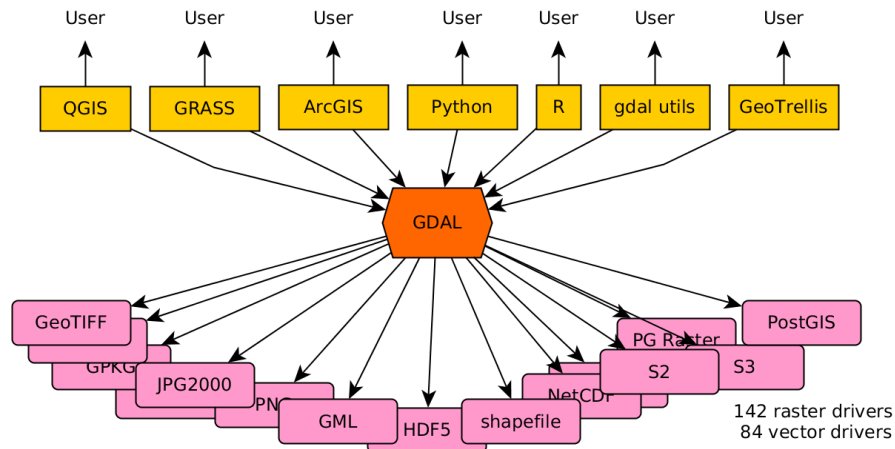 User
User
User
User
User
User
User
QGIS
GRASS
ArcGIS
Python
R
gdal utils
GeoTrellis
GDAL
GeoTIFF
GPKG
JPG2000
GML
HDF5
shapefile
NetCDF
S2
PG Raster
S3
PostGIS
142 raster drivers
84 vector drivers